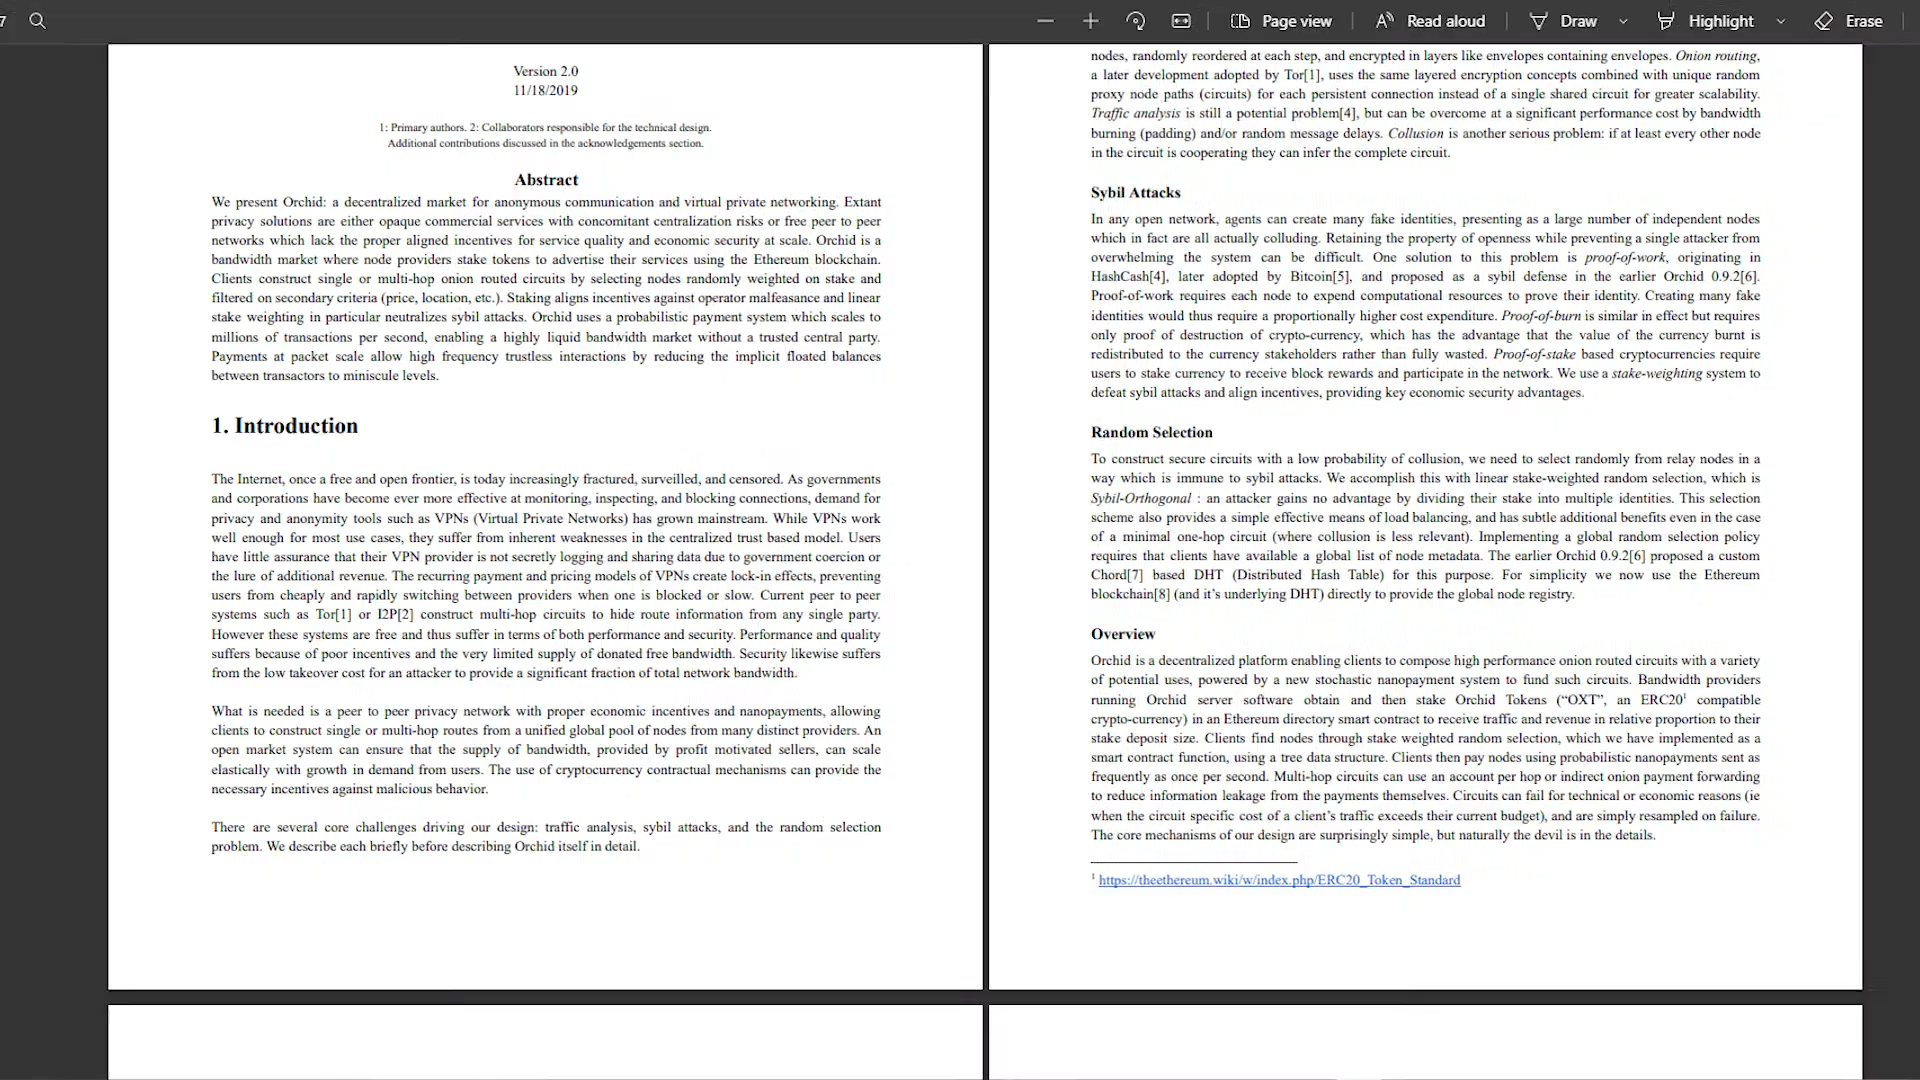 7
Page view
Read aloud
Draw
Highlight
Erase
Version 2.0
11/18/2019
1: Primary authors. 2: Collaborators responsible for the technical design.
Additional contributions discussed in the acknowledgements section.
Abstract
We present Orchid: a decentralized market for anonymous communication and virtual private networking. Extant
privacy solutions are either opaque commercial services with concomitant centralization risks or free peer to peer
networks which lack the proper aligned incentives for service quality and economic security at scale. Orchid is a
bandwidth market where node providers stake tokens to advertise their services using the Ethereum blockchain.
Clients construct single or multi-hop onion routed circuits by selecting nodes randomly weighted on stake and
filtered on secondary criteria (price, location, etc.). Staking aligns incentives against operator malfeasance and linear
stake weighting in particular neutralizes sybil attacks. Orchid uses a probabilistic payment system which scales to
millions of transactions per second, enabling a highly liquid bandwidth market without a trusted central party.
Payments at packet scale allow high frequency trustless interactions by reducing the implicit floated balances
between transactors to miniscule levels.
1. Introduction
The Internet, once a free and open frontier, is today increasingly fractured, surveilled, and censored. As governments
and corporations have become ever more effective at monitoring, inspecting, and blocking connections, demand for
privacy and anonymity tools such as VPNs (Virtual Private Networks) has grown mainstream. While VPNs work
well enough for most use cases, they suffer from inherent weaknesses in the centralized trust based model. Users
have little assurance that their VPN provider is not secretly logging and sharing data due to government coercion or
the lure of additional revenue. The recurring payment and pricing models of VPNs create lock-in effects, preventing
users from cheaply and rapidly switching between providers when one is blocked or slow. Current peer to peer
systems such as Tor[1] or I2P[2] construct multi-hop circuits to hide route information from any single party.
However these systems are free and thus suffer in terms of both performance and security. Performance and quality
suffers because of poor incentives and the very limited supply of donated free bandwidth. Security likewise suffers
from the low takeover cost for an attacker to provide a significant fraction of total network bandwidth.
What is needed is a peer to peer privacy network with proper economic incentives and nanopayments, allowing
clients to construct single or multi-hop routes from a unified global pool of nodes from many distinct providers. An
open market system can ensure that the supply of bandwidth, provided by profit motivated sellers, can scale
elastically with growth in demand from users. The use of cryptocurrency contractual mechanisms can provide the
necessary incentives against malicious behavior.
There are several core challenges driving our design: traffic analysis, sybil attacks, and the random selection
problem. We describe each briefly before describing Orchid itself in detail.
nodes, randomly reordered at each step, and encrypted in layers like envelopes containing envelopes. Onion routing,
a later development adopted by Tor[1], uses the same layered encryption concepts combined with unique random
proxy node paths (circuits) for each persistent connection instead of a single shared circuit for greater scalability.
Traffic analysis is still a potential problem[4], but can be overcome at a significant performance cost by bandwidth
burning (padding) and/or random message delays. Collusion is another serious problem: if at least every other node
in the circuit is cooperating they can infer the complete circuit.
Sybil Attacks
In any open network, agents can create many fake identities, presenting as a large number of independent nodes
which in fact are all actually colluding. Retaining the property of openness while preventing a single attacker from
overwhelming the system can be difficult. One solution to this problem is proof-of-work, originating in
HashCash[4], later adopted by Bitcoin[5], and proposed as a sybil defense in the earlier Orchid 0.9.2[6].
Proof-of-work requires each node to expend computational resources to prove their identity. Creating many fake
identities would thus require a proportionally higher cost expenditure. Proof-of-burn is similar in effect but requires
only proof of destruction of crypto-currency, which has the advantage that the value of the currency burnt is
redistributed to the currency stakeholders rather than fully wasted. Proof-of-stake based cryptocurrencies require
users to stake currency to receive block rewards and participate in the network. We use a stake-weighting system to
defeat sybil attacks and align incentives, providing key economic security advantages.
Random Selection
To construct secure circuits with a low probability of collusion, we need to select randomly from relay nodes in a
way which is immune to sybil attacks. We accomplish this with linear stake-weighted random selection, which is
Sybil-Orthogonal : an attacker gains no advantage by dividing their stake into multiple identities. This selection
scheme also provides a simple effective means of load balancing, and has subtle additional benefits even in the case
of a minimal one-hop circuit (where collusion is less relevant). Implementing a global random selection policy
requires that clients have available a global list of node metadata. The earlier Orchid 0.9.2[6] proposed a custom
Chord[7] based DHT (Distributed Hash Table) for this purpose. For simplicity we now use the Ethereum
blockchain[8] (and it’s underlying DHT) directly to provide the global node registry.
Overview
Orchid is a decentralized platform enabling clients to compose high performance onion routed circuits with a variety
of potential uses, powered by a new stochastic nanopayment system to fund such circuits. Bandwidth providers
running Orchid server software obtain and then stake Orchid Tokens (“OXT”, an ERC20¹ compatible
crypto-currency) in an Ethereum directory smart contract to receive traffic and revenue in relative proportion to their
stake deposit size. Clients find nodes through stake weighted random selection, which we have implemented as a
smart contract function, using a tree data structure. Clients then pay nodes using probabilistic nanopayments sent as
frequently as once per second. Multi-hop circuits can use an account per hop or indirect onion payment forwarding
to reduce information leakage from the payments themselves. Circuits can fail for technical or economic reasons (ie
when the circuit specific cost of a client’s traffic exceeds their current budget), and are simply resampled on failure.
The core mechanisms of our design are surprisingly simple, but naturally the devil is in the details.
¹ https://theethereum.wiki/w/index.php/ERC20_Token_Standard